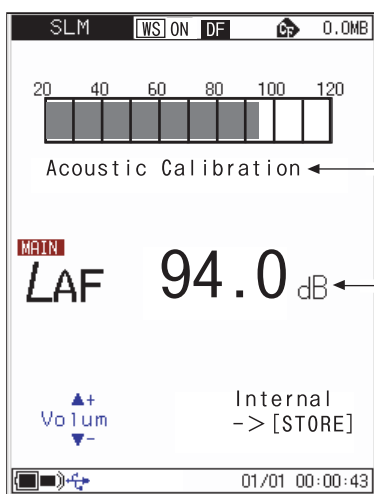 SLM WS ON DF CF 0.0MB
20 40 60 80 100 120
Acoustic Calibration
MAIN
LAF 94.0 dB
▲+
Volum
▼-
Internal
->[STORE]
01/01 00:00:43